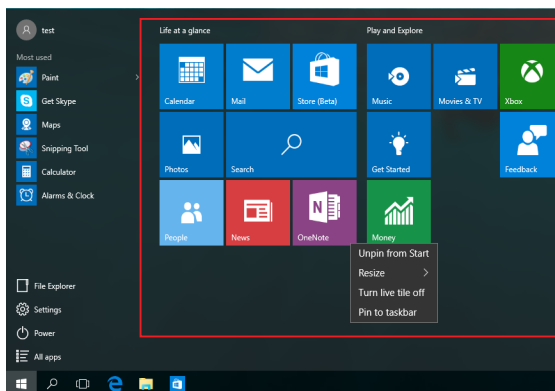 test
Most used
Paint
Get Skype
Maps
Snipping Tool
Calculator
Alarms & Clock
File Explorer
Settings
Power
All apps
Life at a glance
Play and Explore
Calendar
Mail
Store (Beta)
Music
Movies & TV
Xbox
Photos
Search
Get Started
Feedback
People
News
OneNote
Money
Unpin from Start
Resize
Turn live tile off
Pin to taskbar